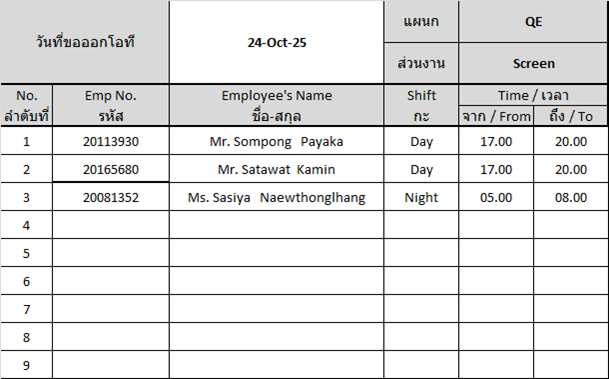 วันที่ขอออกโอที 24-Oct-25 แผนก QE
ส่วนงาน Screen
No. Emp No. Employee's Name Shift Time / เวลา
ลำดับที่ รหัส ชื่อ-สกุล กะ จาก / From ถึง / To
1 20113930 Mr. Sompong Payaka Day 17.00 20.00
2 20165680 Mr. Satawat Kamin Day 17.00 20.00
3 20081352 Ms. Sasiya Naewthonglhang Night 05.00 08.00
4
5
6
7
8
9